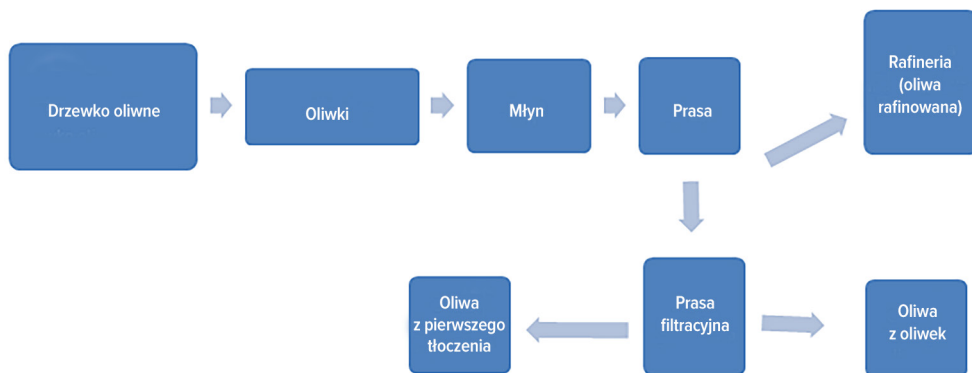 Drzewko oliwne
Oliwki
Młyn
Prasa
Rafineria
(oliwa
rafinowana)
Oliwa
z pierwszego
tłoczenia
Prasa
filtracyjna
Oliwa
z oliwek